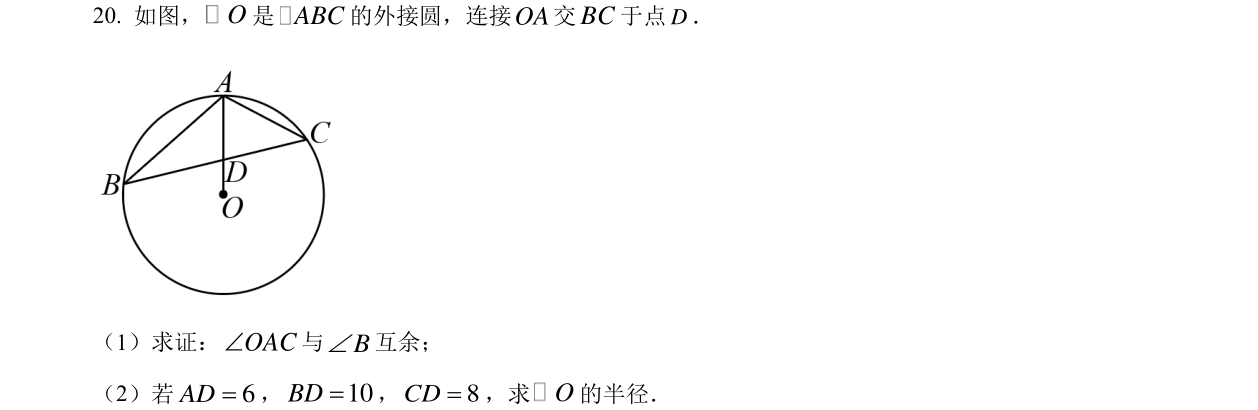 20. 如图，□ O 是 □ABC 的外接圆，连接 OA 交 BC 于点 D．
A
C
B
D
O
（1）求证：∠OAC 与 ∠B 互余；
（2）若 AD = 6，BD = 10，CD = 8，求□ O 的半径．